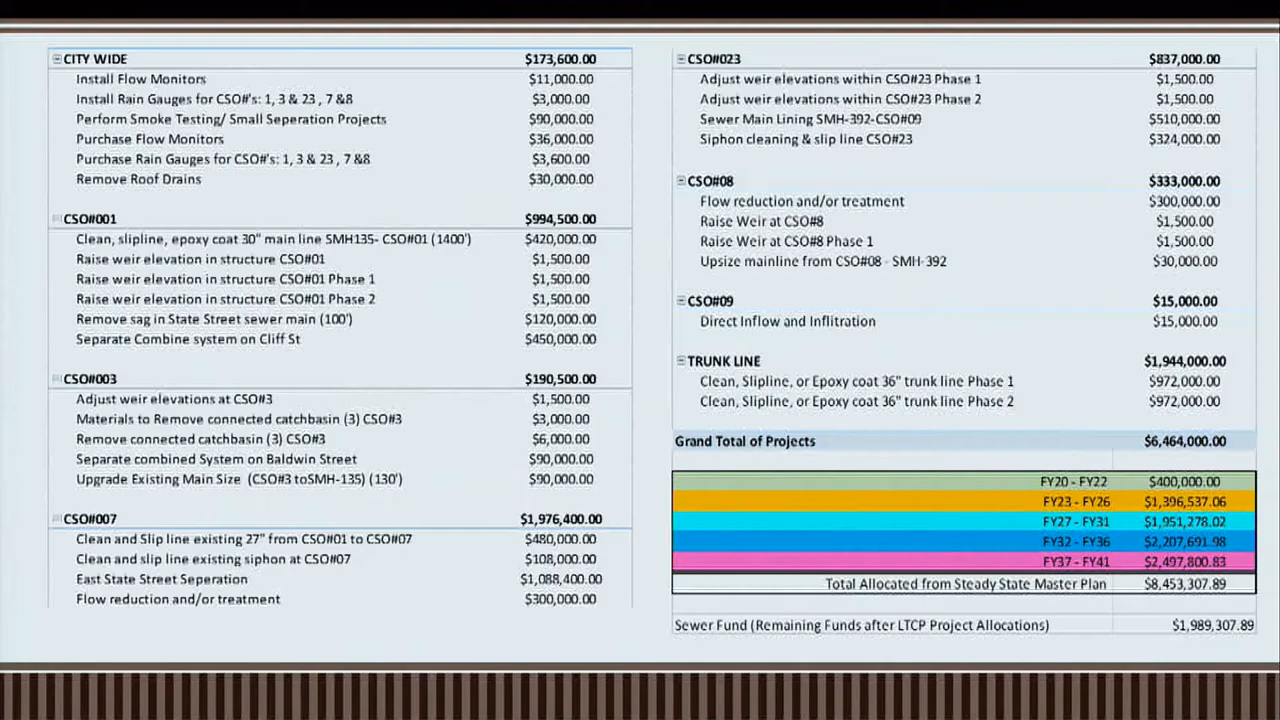 CITY WIDE $173,600.00
Install Flow Monitors $11,000.00
Install Rain Gauges for CSO#'s: 1, 3 & 23 , 7 &8 $3,000.00
Perform Smoke Testing/ Small Seperation Projects $90,000.00
Purchase Flow Monitors $36,000.00
Purchase Rain Gauges for CSO#'s: 1, 3 & 23 , 7 &8 $3,600.00
Remove Roof Drains $30,000.00
CSO#001 $994,500.00
Clean, slipline, epoxy coat 30" main line SMH135- CSO#01 (1400') $420,000.00
Raise weir elevation in structure CSO#01 $1,500.00
Raise weir elevation in structure CSO#01 Phase 1 $1,500.00
Raise weir elevation in structure CSO#01 Phase 2 $1,500.00
Remove sag in State Street sewer main (100') $120,000.00
Separate Combine system on Cliff St $450,000.00
CSO#003 $190,500.00
Adjust weir elevations at CSO#3 $1,500.00
Materials to Remove connected catchbasin (3) CSO#3 $3,000.00
Remove connected catchbasin (3) CSO#3 $6,000.00
Separate combined System on Baldwin Street $90,000.00
Upgrade Existing Main Size (CSO#3 toSMH-135) (130') $90,000.00
CSO#007 $1,976,400.00
Clean and Slip line existing 27" from CSO#01 to CSO#07 $480,000.00
Clean and slip line existing siphon at CSO#07 $108,000.00
East State Street Seperation $1,088,400.00
Flow reduction and/or treatment $300,000.00
CSO#023 $837,000.00
Adjust weir elevations within CSO#23 Phase 1 $1,500.00
Adjust weir elevations within CSO#23 Phase 2 $1,500.00
Sewer Main Lining SMH-392-CSO#09 $510,000.00
Siphon cleaning & slip line CSO#23 $324,000.00
CSO#08 $333,000.00
Flow reduction and/or treatment $300,000.00
Raise Weir at CSO#8 $1,500.00
Raise Weir at CSO#8 Phase 1 $1,500.00
Upsize mainline from CSO#08 - SMH-392 $30,000.00
CSO#09 $15,000.00
Direct Inflow and Inflitration $15,000.00
TRUNK LINE $1,944,000.00
Clean, Slipline, or Epoxy coat 36" trunk line Phase 1 $972,000.00
Clean, Slipline, or Epoxy coat 36" trunk line Phase 2 $972,000.00
Grand Total of Projects $6,464,000.00
FY20 - FY22 $400,000.00
FY23 - FY26 $1,396,537.06
FY27 - FY31 $1,951,278.02
FY32 - FY36 $2,207,691.98
FY37 - FY41 $2,497,800.83
Total Allocated from Steady State Master Plan $8,453,307.89
Sewer Fund (Remaining Funds after LTCP Project Allocations) $1,989,307.89